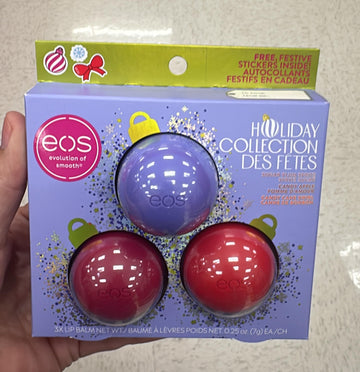 FREE, FESTIVE
STICKERS INSIDE!
AUTOCOLLANTS
FESTIFS EN CADEAU
eos
evolution of
smooth®
HOLIDAY
COLLECTION
DES FÊTES
eos
eos
eos
3X LIP BALM NET WT/BAUME À LÈVRES POIDS NET 0.25 OZ (7g) EA/CH